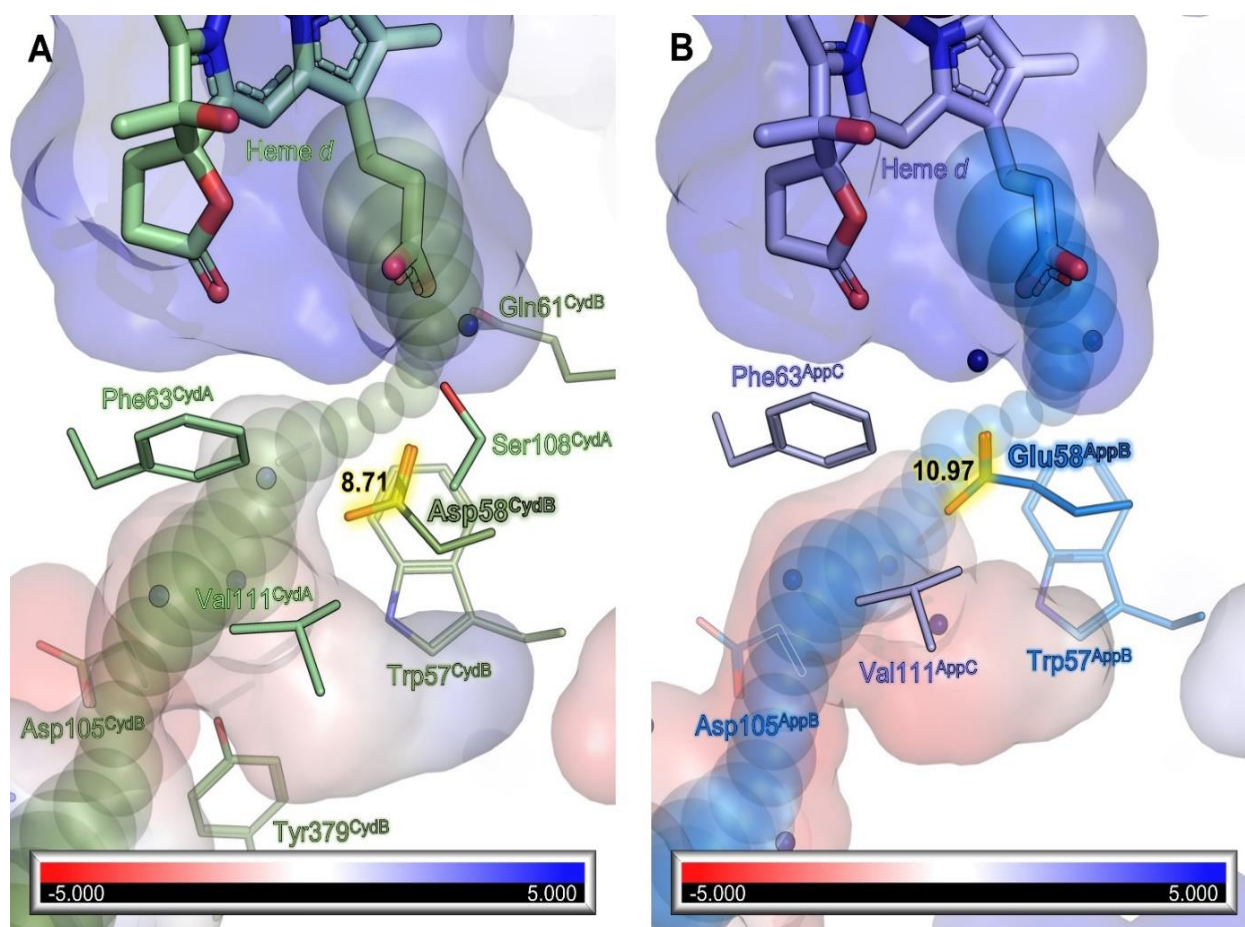 A
Heme d
Gln61CydB
Phe63CydA
Ser108CydA
8.71
Asp58CydB
Val111CydA
Trp57CydB
Asp105CydB
Tyr379CydB
-5.000 5.000
B
Heme d
Phe63AppC
Glu58AppB
10.97
Trp57AppB
Val111AppC
Asp105AppB
-5.000 5.000